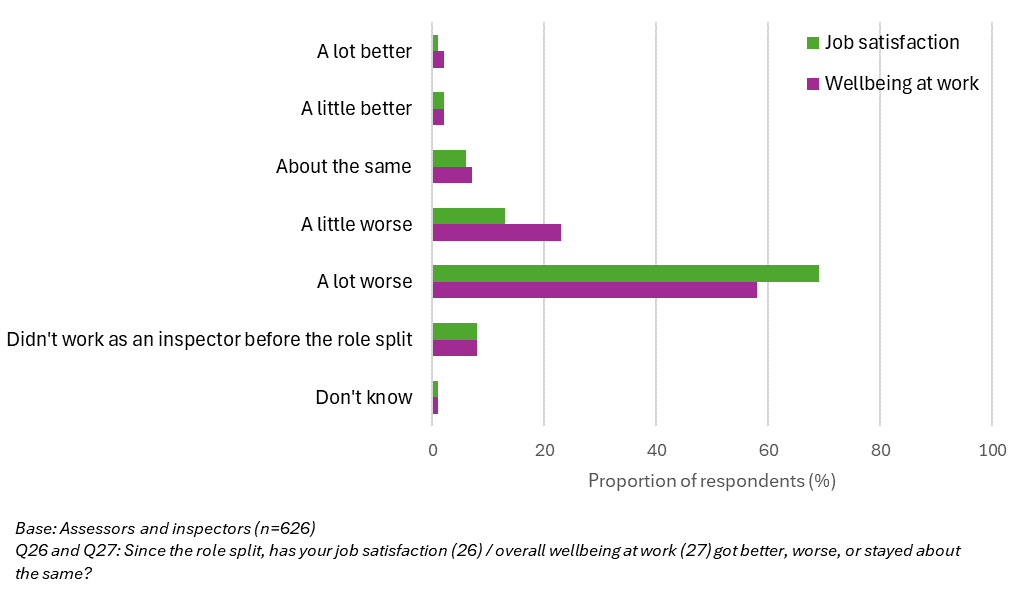 Job satisfaction
Wellbeing at work
A lot better
A little better
About the same
A little worse
A lot worse
Didn't work as an inspector before the role split
Don't know
0 20 40 60 80 100
Proportion of respondents (%)
Base: Assessors and inspectors (n=626)
Q26 and Q27: Since the role split, has your job satisfaction (26) / overall wellbeing at work (27) got better, worse, or stayed about
the same?